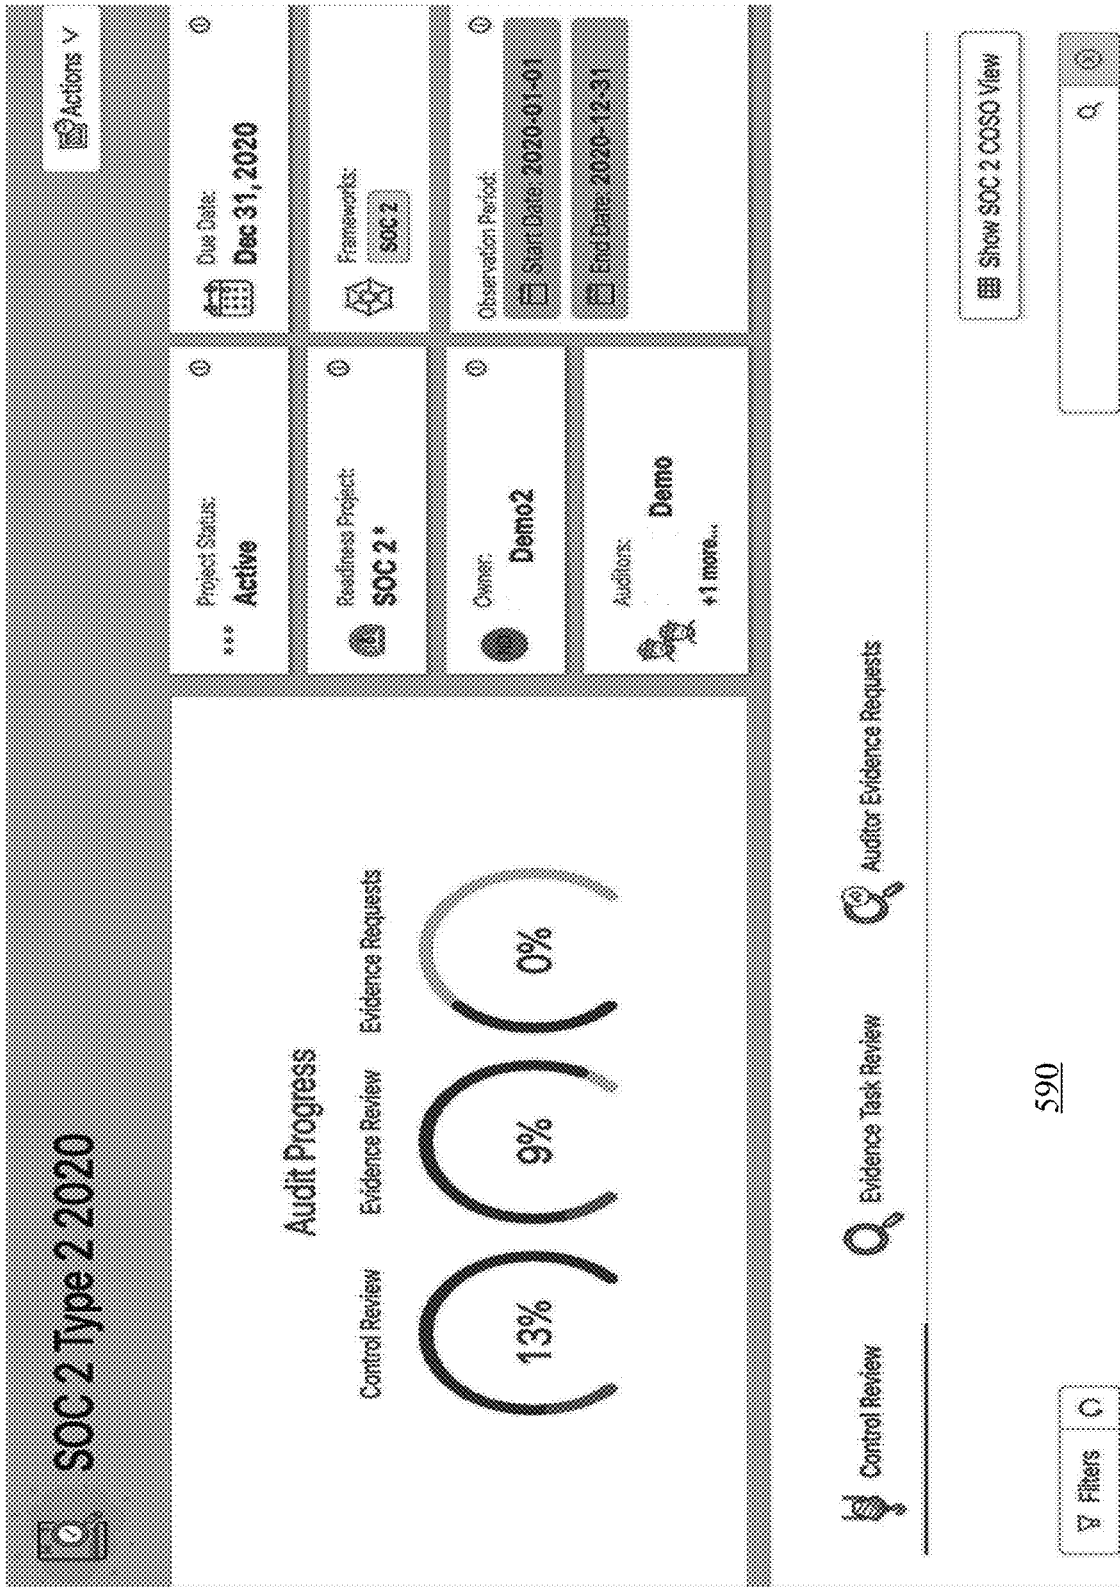 SOC 2 Type 2 2020
Actions
Audit Progress
Control Review
Evidence Review
Evidence Requests
13%
9%
0%
Project Status:
Active
Due Date:
Dec 31, 2020
Readiness Project:
SOC 2*
Frameworks:
SOC 2
Owner:
Demo2
Observation Period:
Start Date: 2020-01-01
End Date: 2020-12-31
Auditors:
Demo
+1 more...
Control Review
Evidence Task Review
Auditor Evidence Requests
Show SOC 2 COSO View
Filters
590